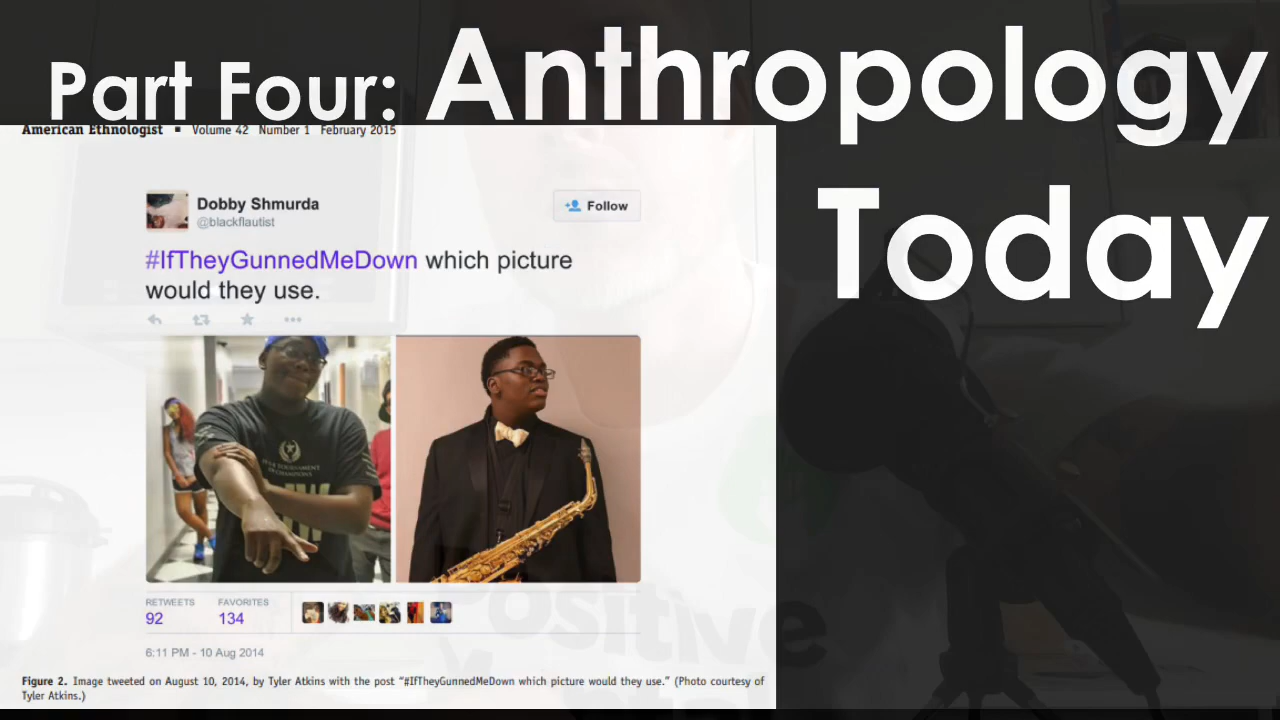 Part Four: Anthropology
Today
American Ethnologist ■ Volume 42 Number 1 February 2015
Dobby Shmurda
@blackflautist
Follow
#IfTheyGunnedMeDown which picture
would they use.
RETWEETS
92
FAVORITES
134
6:11 PM - 10 Aug 2014
Figure 2. Image tweeted on August 10, 2014, by Tyler Atkins with the post “#IfTheyGunnedMeDown which picture would they use.” (Photo courtesy of
Tyler Atkins.)
Positive